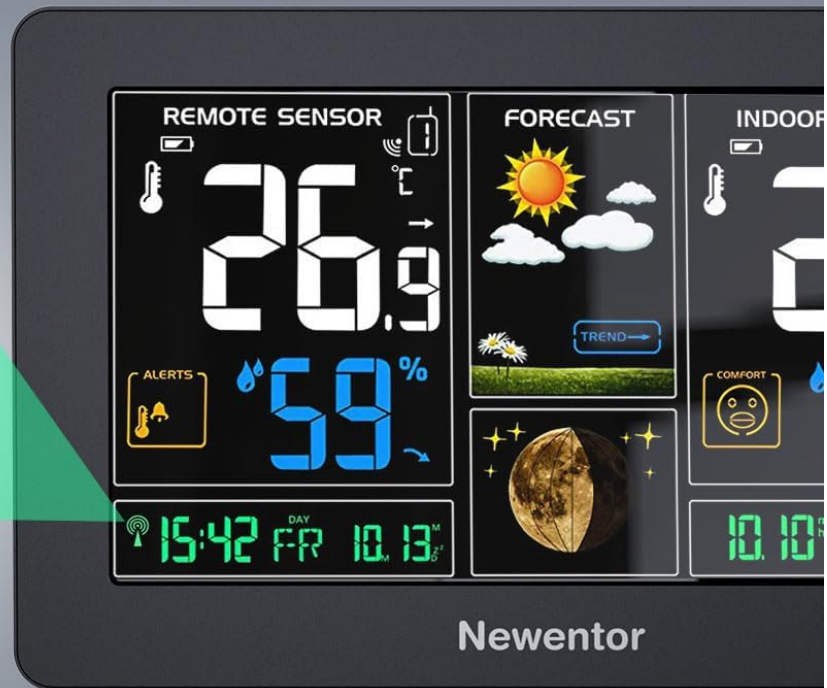 REMOTE SENSOR
1
°C
26.9
ALERTS
59%
15:42 DAY FR 10.M 13.
FORECAST
TREND
INDOOR
COMFORT
10.10
Newentor